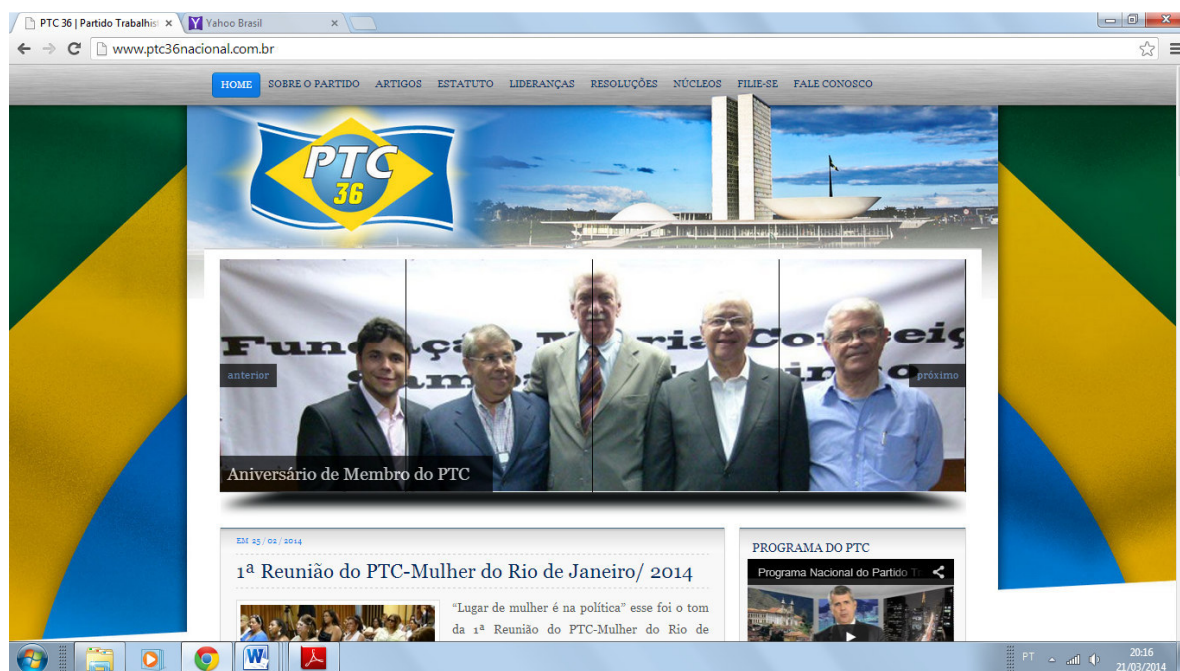 PTC 36 | Partido Trabalhis
Yahoo Brasil
www.ptc36nacional.com.br
HOME SOBRE O PARTIDO ARTIGOS ESTATUTO LIDERANÇAS RESOLUÇÕES NÚCLEOS FILIE-SE FALE CONOSCO
PTC
36
anterior
próximo
Aniversário de Membro do PTC
EM 25/02/2014
1ª Reunião do PTC-Mulher do Rio de Janeiro/ 2014
“Lugar de mulher é na política” esse foi o tom
da 1ª Reunião do PTC-Mulher do Rio de
PROGRAMA DO PTC
Programa Nacional do Partido
PT
20:16
21/03/2014